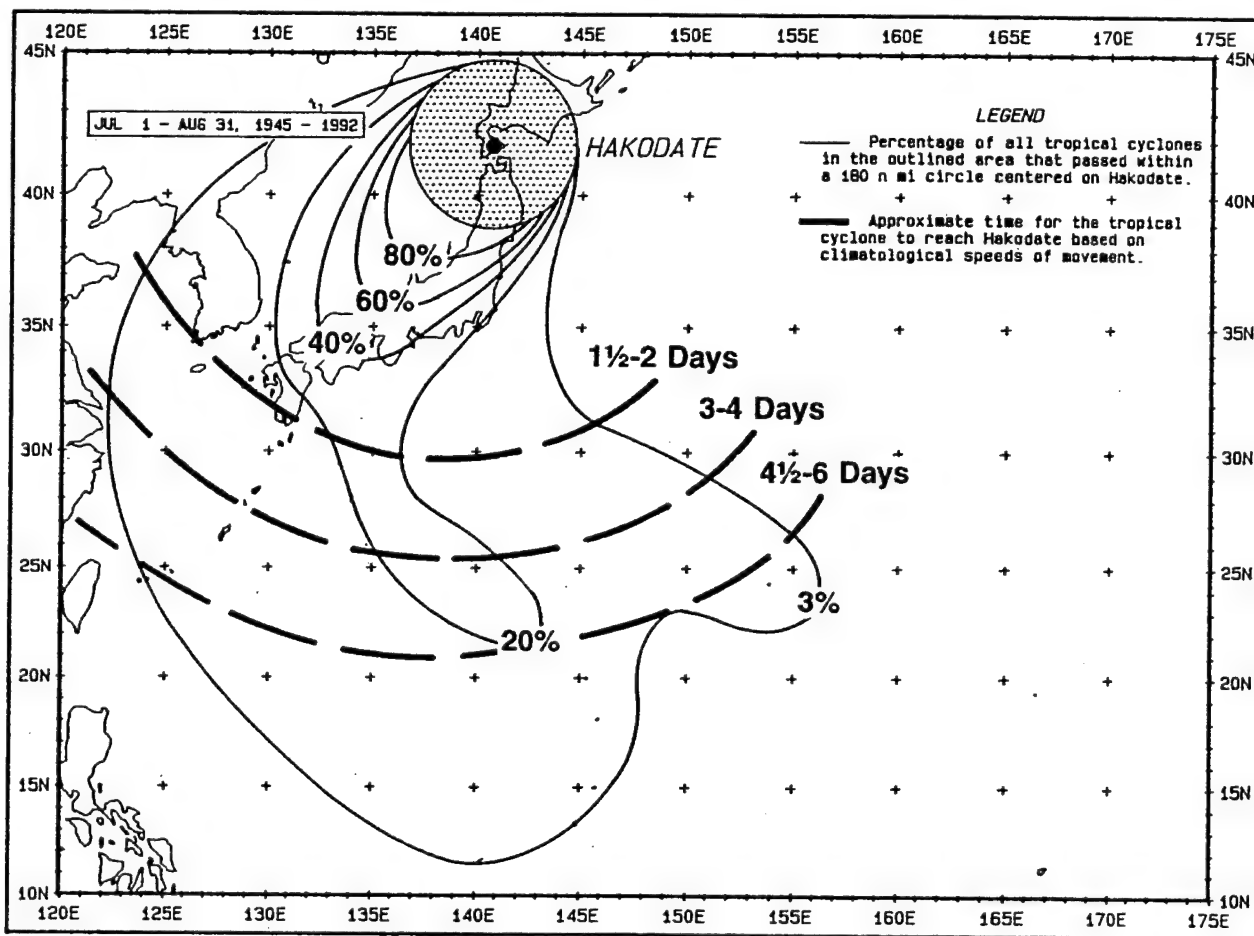 120E 125E 130E 135E 140E 145E 150E 155E 160E 165E 170E 175E
45N 45N
JUL 1 - AUG 31, 1945 - 1992
HAKODATE
LEGEND
Percentage of all tropical cyclones
in the outlined area that passed within
a 180 n mi circle centered on Hakodate.
Approximate time for the tropical
cyclone to reach Hakodate based on
climatological speeds of movement.
40N 40N
80%
60%
40%
35N 35N
1½-2 Days
3-4 Days
30N 30N
4½-6 Days
25N 25N
3%
20%
20N 20N
15N 15N
10N 10N
120E 125E 130E 135E 140E 145E 150E 155E 160E 165E 170E 175E